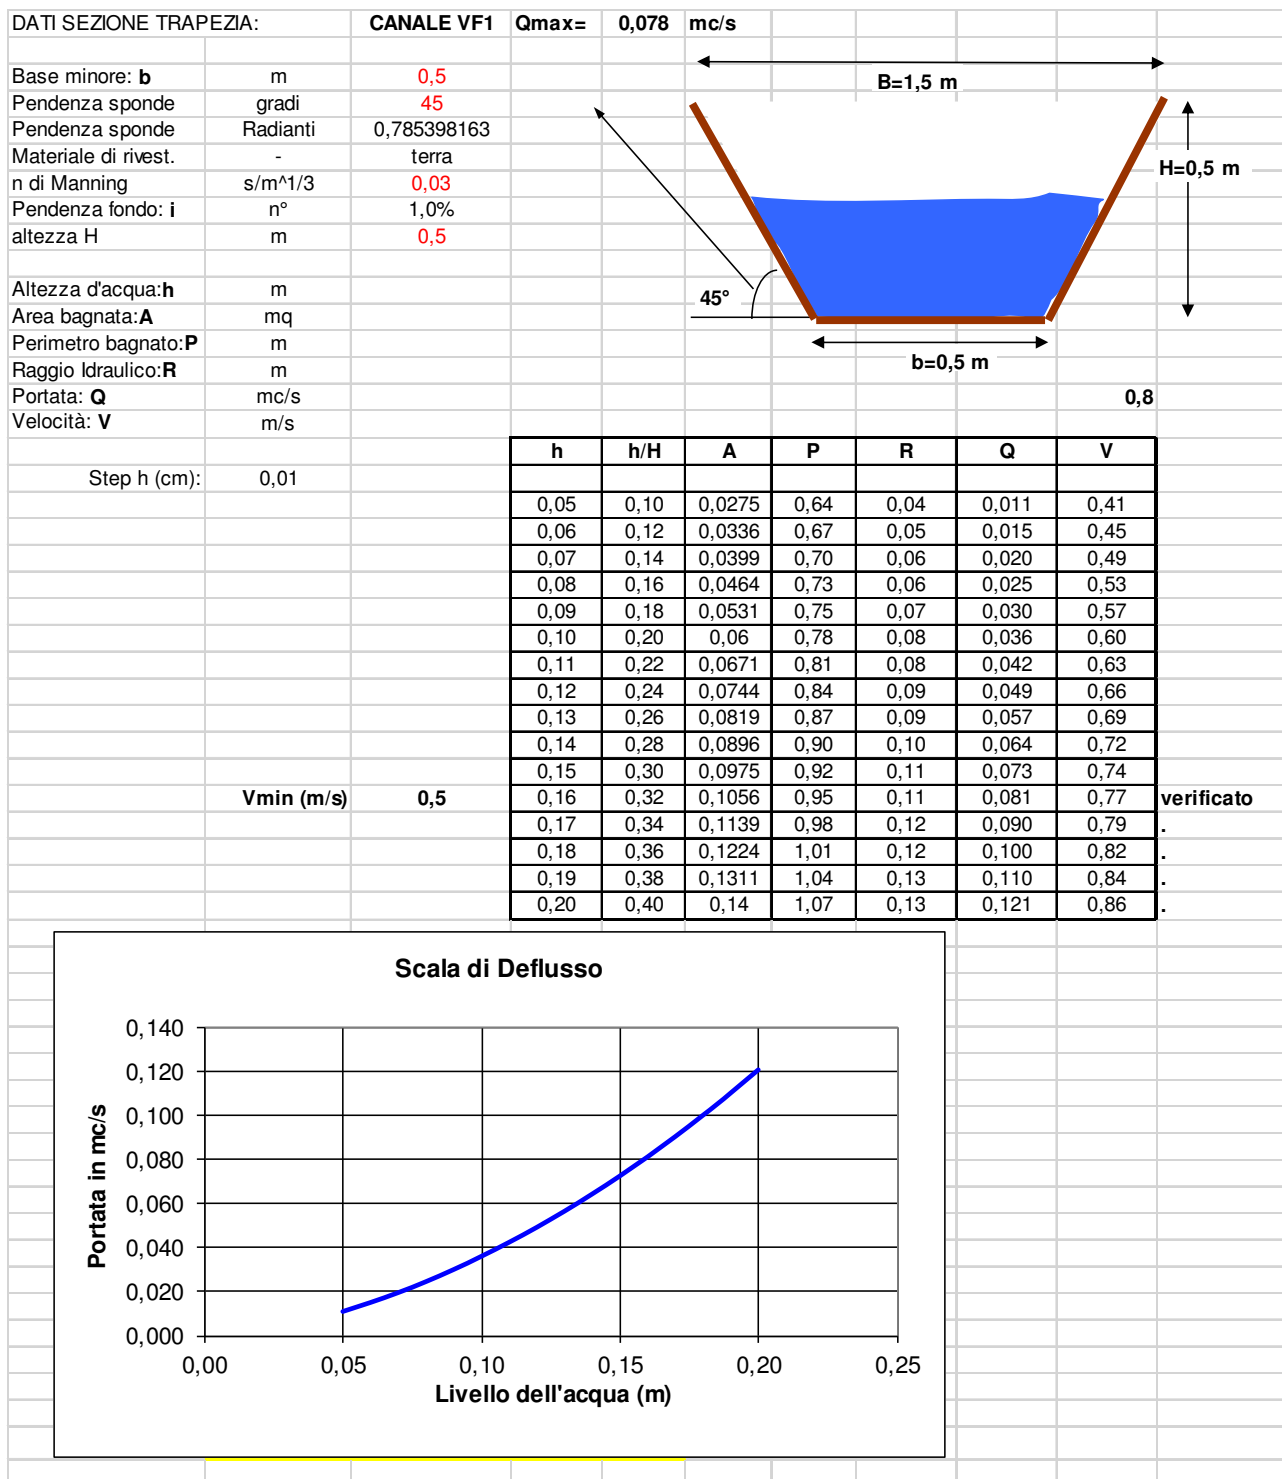 DATI SEZIONE TRAPEZIA: CANALE VF1 Qmax= 0,078 mc/s
Base minore: b m 0,5
Pendenza sponde gradi 45
Pendenza sponde Radianti 0,785398163
Materiale di rivest. - terra
n di Manning s/m^1/3 0,03
Pendenza fondo: i n° 1,0%
altezza H m 0,5
B=1,5 m
H=0,5 m
45°
b=0,5 m
Altezza d'acqua:h m
Area bagnata:A mq
Perimetro bagnato:P m
Raggio Idraulico:R m
Portata: Q mc/s 0,8
Velocità: V m/s
h h/H A P R Q V
Step h (cm): 0,01
0,05 0,10 0,0275 0,64 0,04 0,011 0,41
0,06 0,12 0,0336 0,67 0,05 0,015 0,45
0,07 0,14 0,0399 0,70 0,06 0,020 0,49
0,08 0,16 0,0464 0,73 0,06 0,025 0,53
0,09 0,18 0,0531 0,75 0,07 0,030 0,57
0,10 0,20 0,06 0,78 0,08 0,036 0,60
0,11 0,22 0,0671 0,81 0,08 0,042 0,63
0,12 0,24 0,0744 0,84 0,09 0,049 0,66
0,13 0,26 0,0819 0,87 0,09 0,057 0,69
0,14 0,28 0,0896 0,90 0,10 0,064 0,72
0,15 0,30 0,0975 0,92 0,11 0,073 0,74
Vmin (m/s) 0,5 0,16 0,32 0,1056 0,95 0,11 0,081 0,77 verificato
0,17 0,34 0,1139 0,98 0,12 0,090 0,79 .
0,18 0,36 0,1224 1,01 0,12 0,100 0,82 .
0,19 0,38 0,1311 1,04 0,13 0,110 0,84 .
0,20 0,40 0,14 1,07 0,13 0,121 0,86 .
Scala di Deflusso
Portata in mc/s
0,140
0,120
0,100
0,080
0,060
0,040
0,020
0,000
0,00 0,05 0,10 0,15 0,20 0,25
Livello dell'acqua (m)